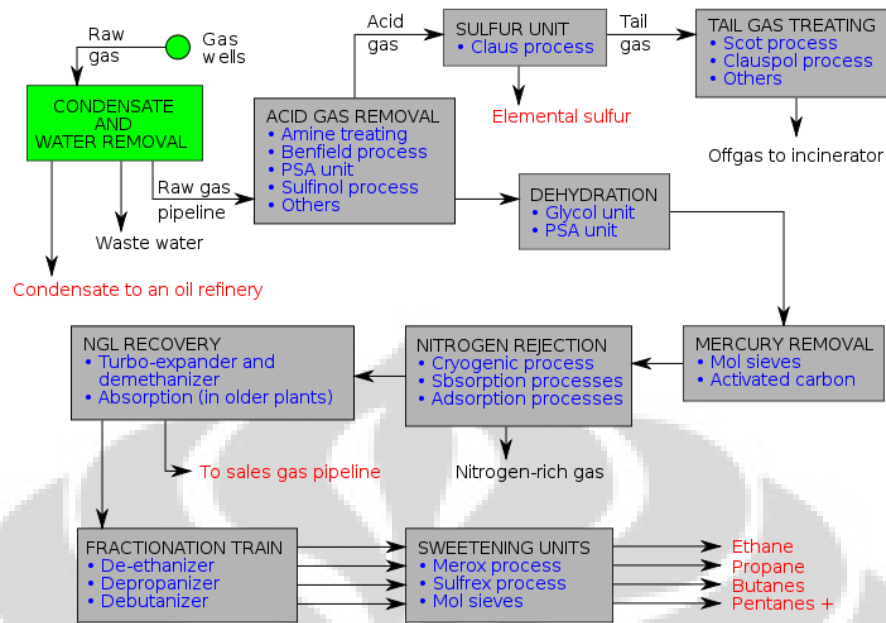 Raw
gas
Gas
wells
CONDENSATE
AND
WATER REMOVAL
Raw gas
pipeline
Waste water
Condensate to an oil refinery
ACID GAS REMOVAL
• Amine treating
• Benfield process
• PSA unit
• Sulfinol process
• Others
Acid
gas
SULFUR UNIT
• Claus process
Elemental sulfur
Tail
gas
TAIL GAS TREATING
• Scot process
• Clauspol process
• Others
Offgas to incinerator
DEHYDRATION
• Glycol unit
• PSA unit
MERCURY REMOVAL
• Mol sieves
• Activated carbon
NITROGEN REJECTION
• Cryogenic process
• Sbsorption processes
• Adsorption processes
Nitrogen-rich gas
NGL RECOVERY
• Turbo-expander and
demethanizer
• Absorption (in older plants)
To sales gas pipeline
FRACTIONATION TRAIN
• De-ethanizer
• Depropanizer
• Debutanizer
SWEETENING UNITS
• Merox process
• Sulfrex process
• Mol sieves
Ethane
Propane
Butanes
Pentanes +